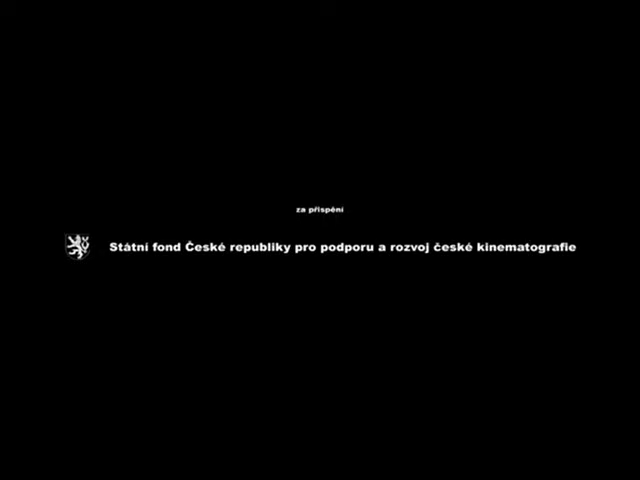 za přispění
Státní fond České republiky pro podporu a rozvoj české kinematografie